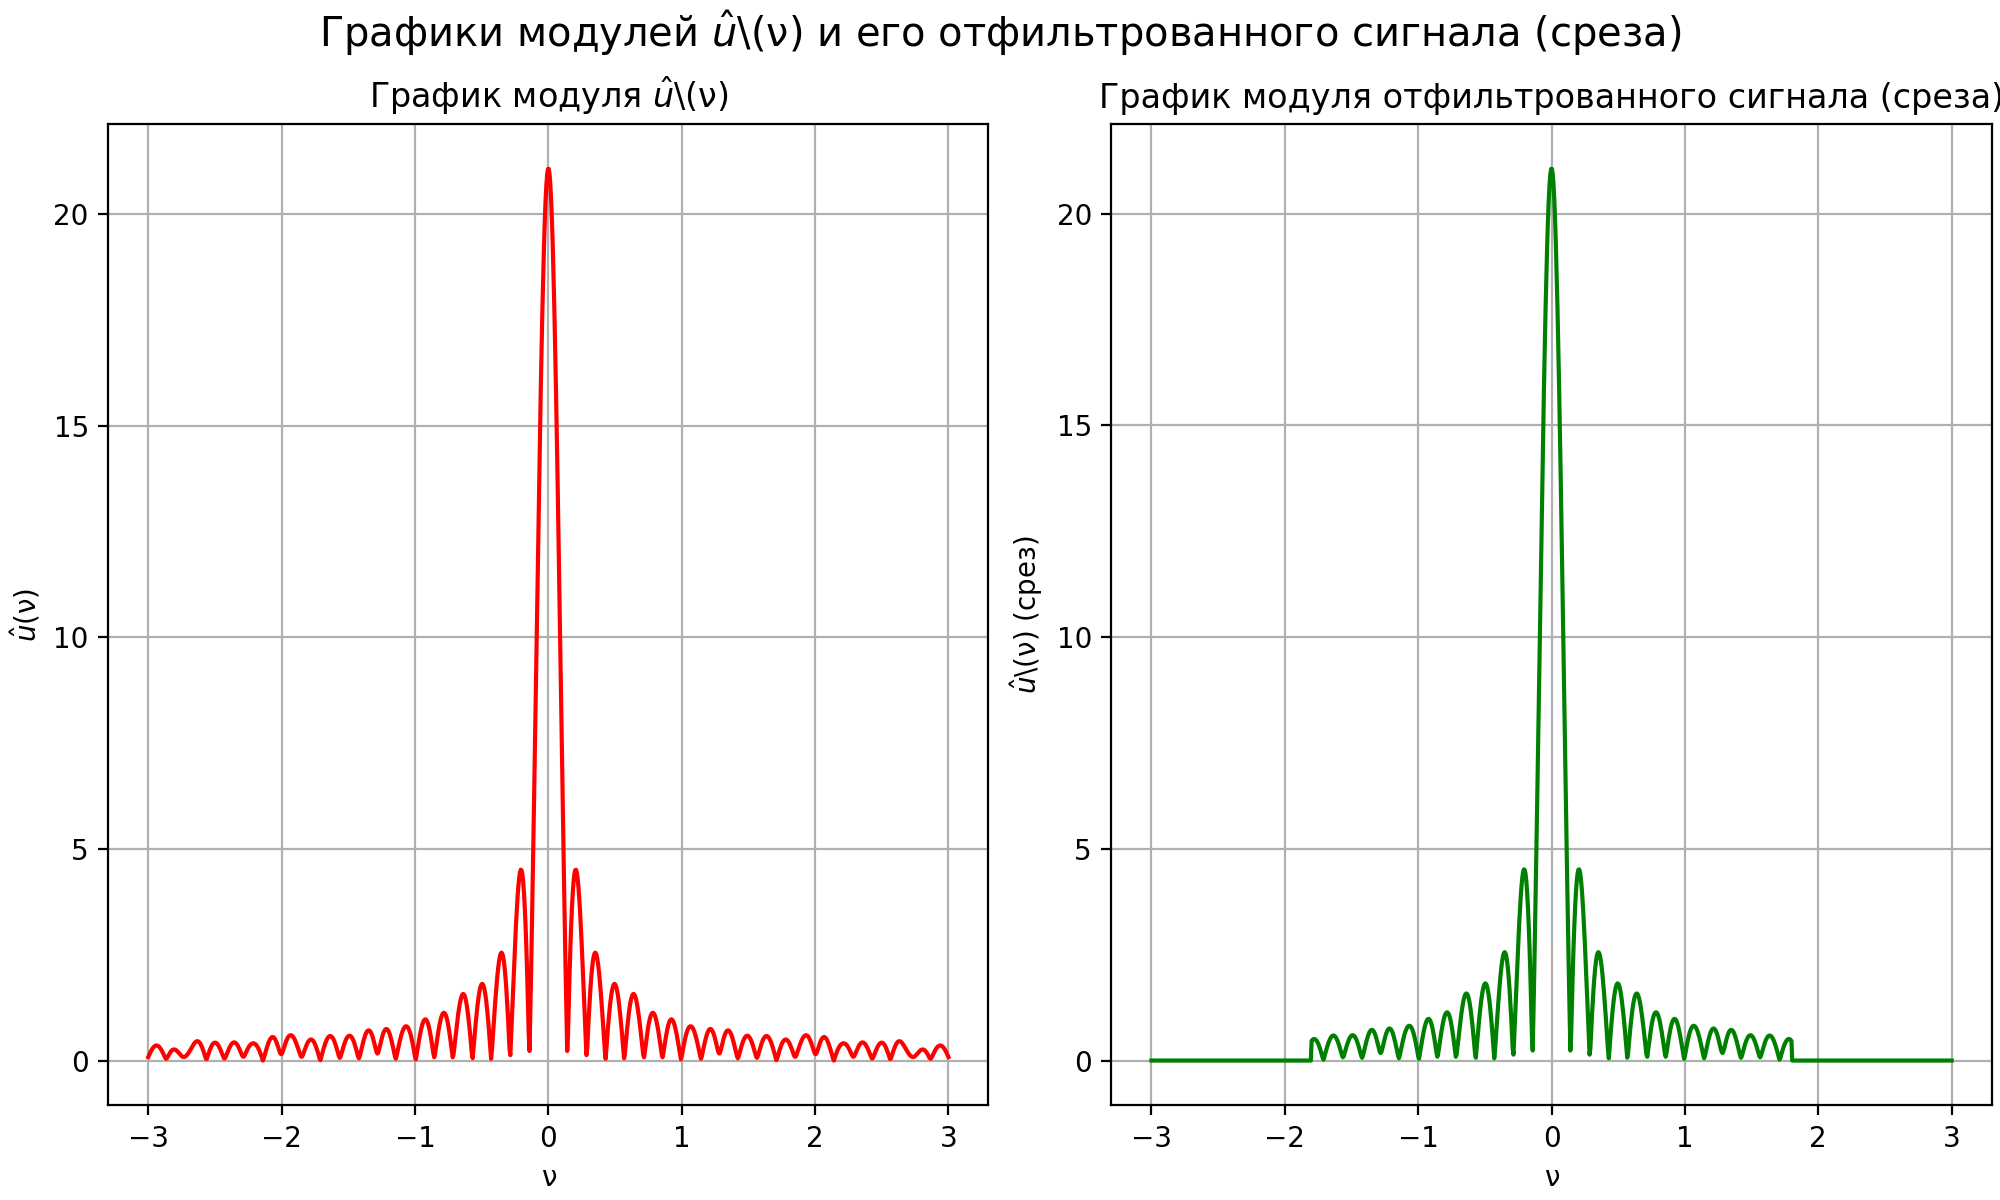 Графики модулей û\(ν) и его отфильтрованного сигнала (среза)
График модуля û\(ν)
û(ν)
20
15
10
5
0
−3 −2 −1 0 1 2 3
ν
График модуля отфильтрованного сигнала (среза)
û\(ν) (срез)
20
15
10
5
0
−3 −2 −1 0 1 2 3
ν